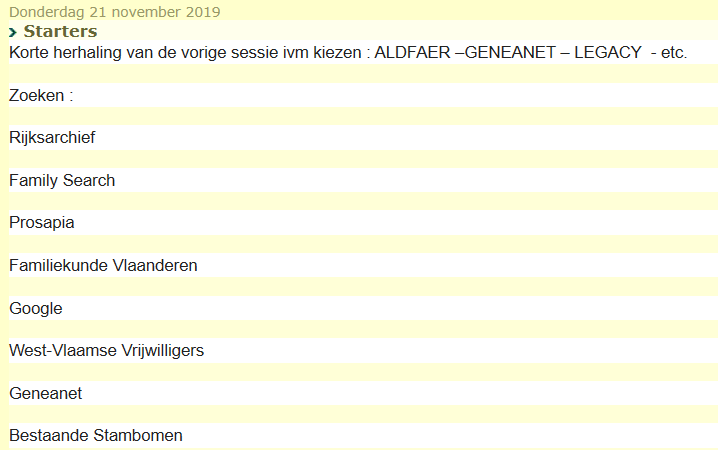 Donderdag 21 november 2019
Starters
Korte herhaling van de vorige sessie ivm kiezen : ALDFAER –GENEANET – LEGACY - etc.
Zoeken :
Rijksarchief
Family Search
Prosapia
Familiekunde Vlaanderen
Google
West-Vlaamse Vrijwilligers
Geneanet
Bestaande Stambomen